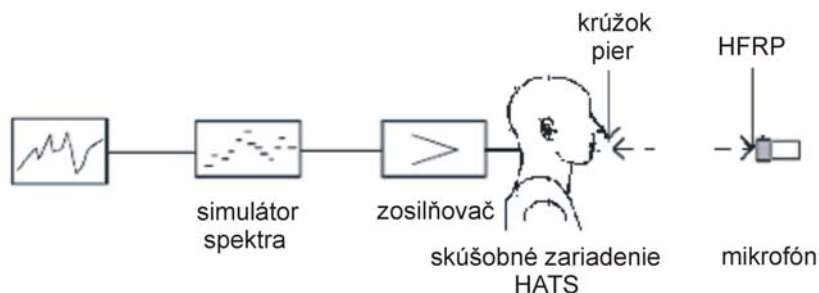 krúžok
pier
HFRP
simulátor
spektra
zosilňovač
skúšobné zariadenie
HATS
mikrofón